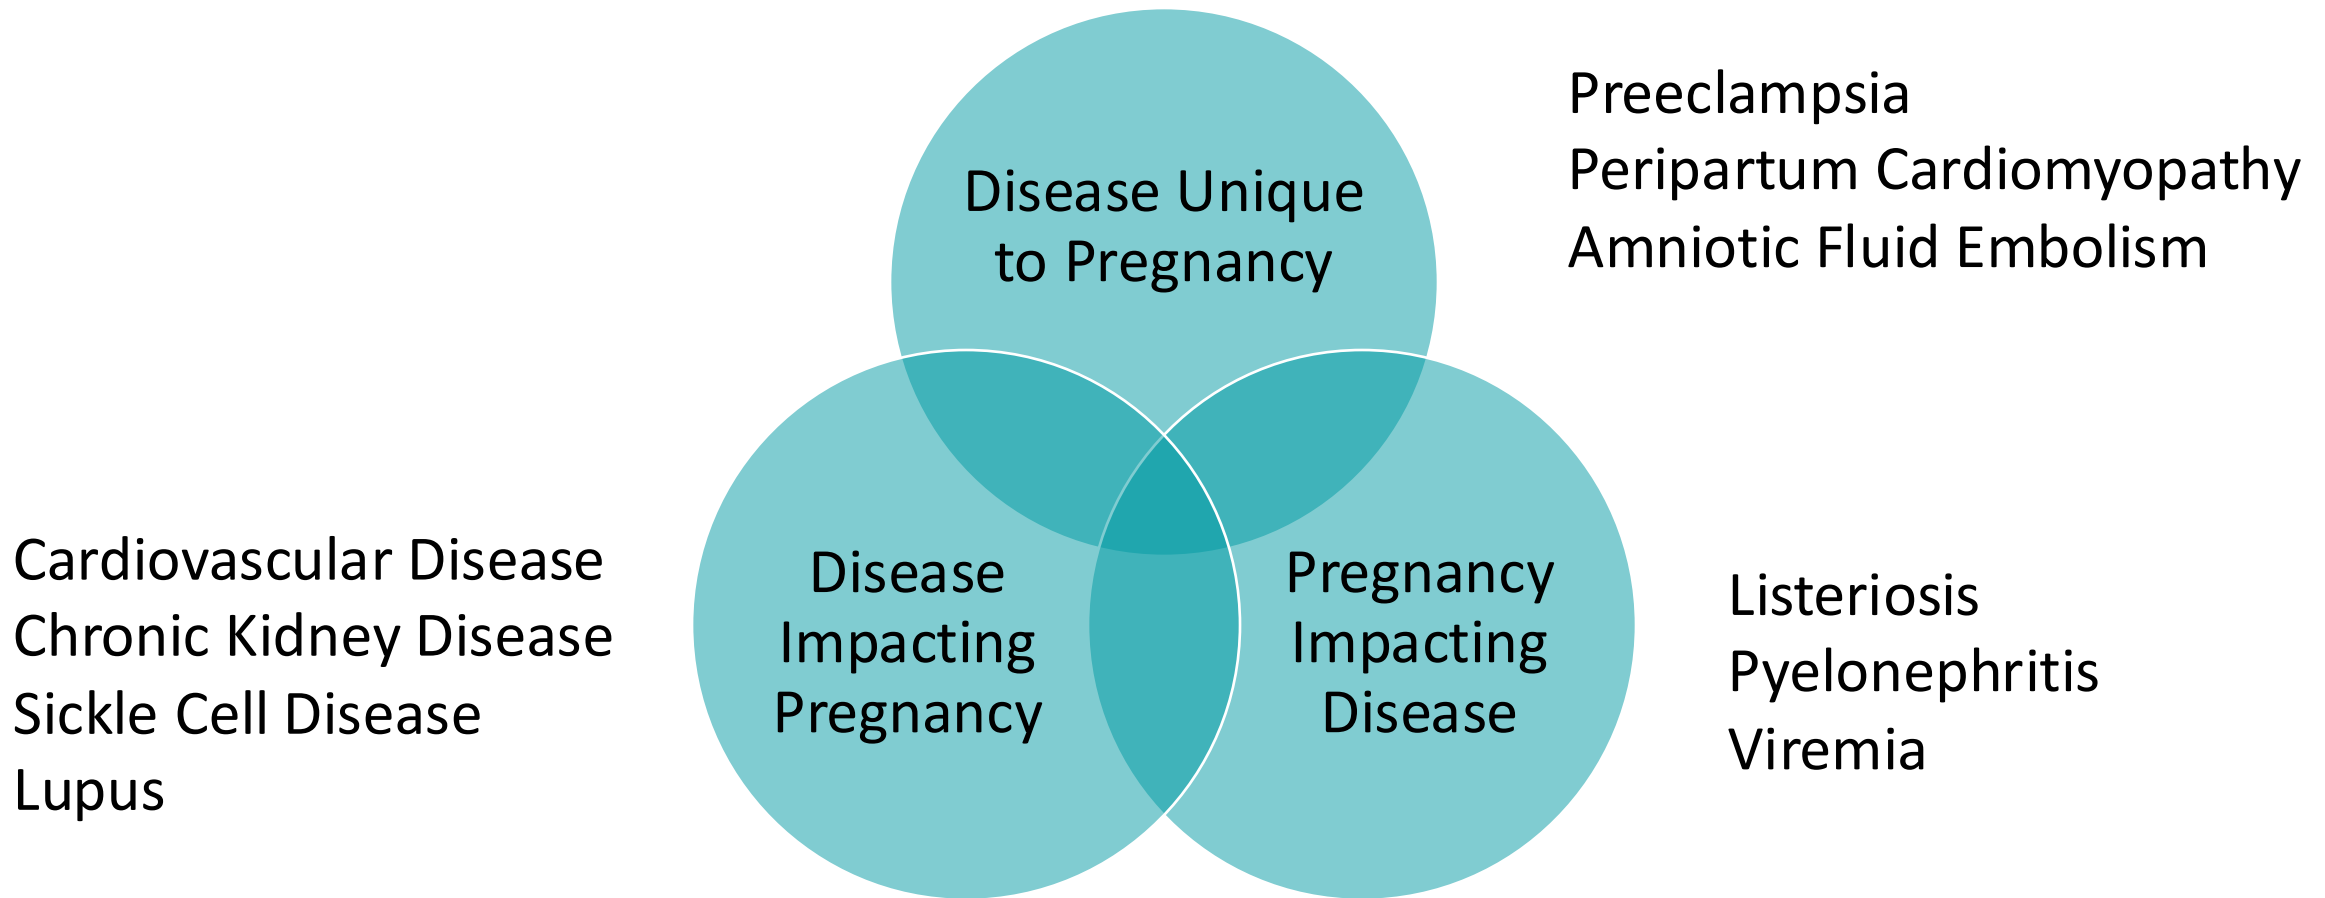 Disease Unique
to Pregnancy
Preeclampsia
Peripartum Cardiomyopathy
Amniotic Fluid Embolism
Cardiovascular Disease
Chronic Kidney Disease
Sickle Cell Disease
Lupus
Disease
Impacting
Pregnancy
Pregnancy
Impacting
Disease
Listeriosis
Pyelonephritis
Viremia